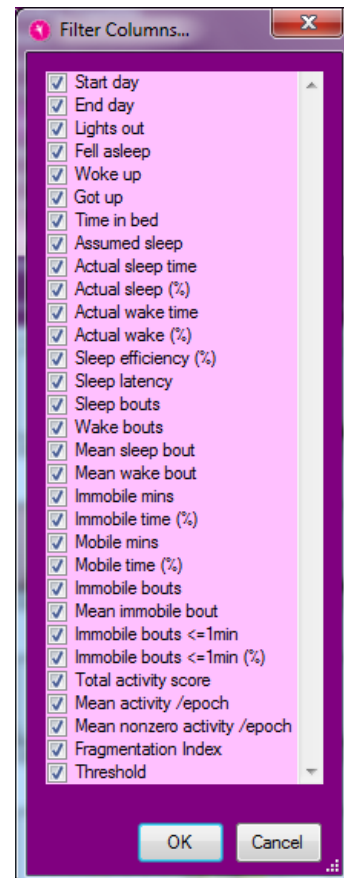 Filter Columns...
Start day
End day
Lights out
Fell asleep
Woke up
Got up
Time in bed
Assumed sleep
Actual sleep time
Actual sleep (%)
Actual wake time
Actual wake (%)
Sleep efficiency (%)
Sleep latency
Sleep bouts
Wake bouts
Mean sleep bout
Mean wake bout
Immobile mins
Immobile time (%)
Mobile mins
Mobile time (%)
Immobile bouts
Mean immobile bout
Immobile bouts <=1min
Immobile bouts <=1min (%)
Total activity score
Mean activity /epoch
Mean nonzero activity /epoch
Fragmentation Index
Threshold
OK Cancel